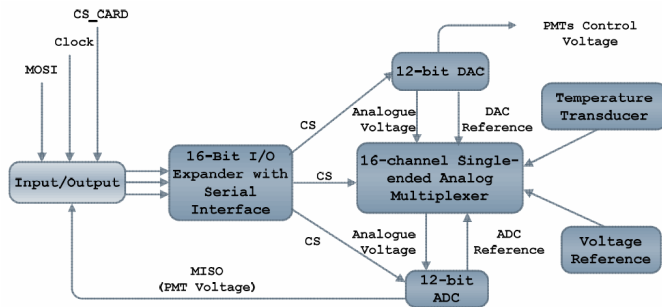 CS_CARD
Clock
MOSI
PMTs Control
Voltage
12-bit DAC
Analogue
Voltage
DAC
Reference
Temperature
Transducer
CS
16-Bit I/O
Expander with
Serial
Interface
Input/Output
CS
16-channel Single-
ended Analog
Multiplexer
CS
Analogue
Voltage
ADC
Reference
Voltage
Reference
MISO
(PMT Voltage)
12-bit
ADC